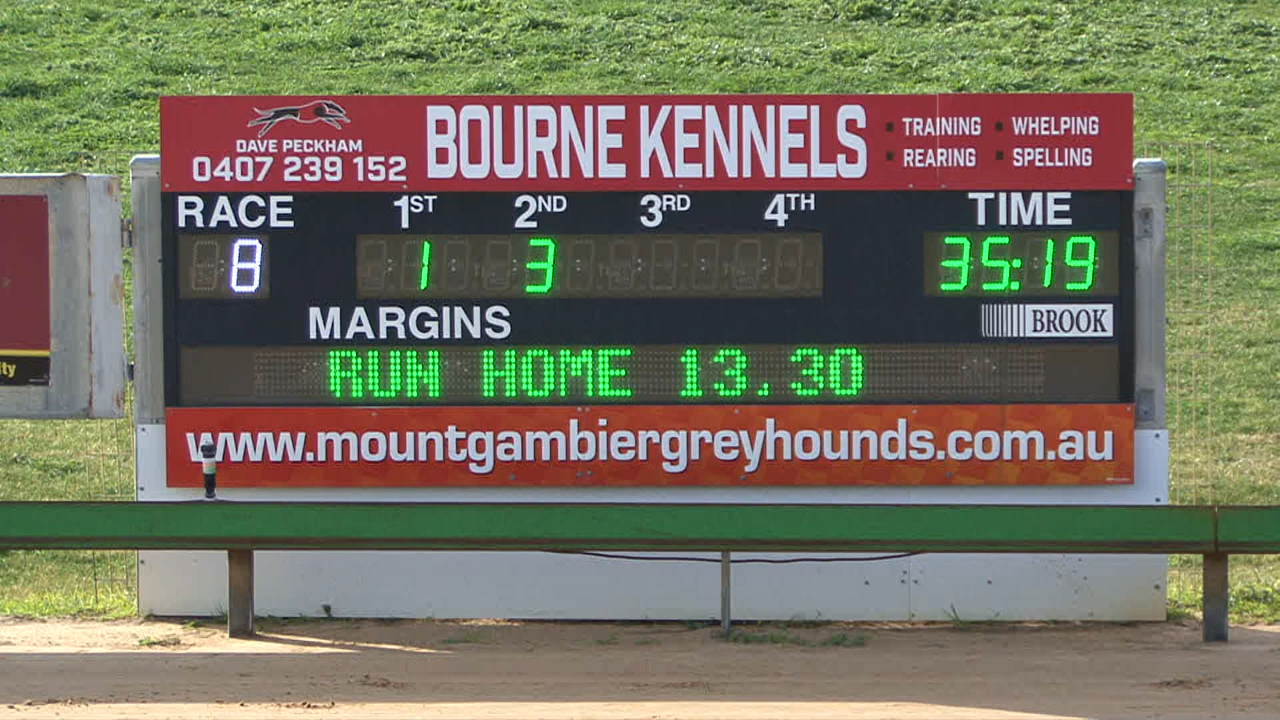 BOURNE KENNELS
DAVE PECKHAM
0407 239 152
TRAINING
WHELPING
REARING
SPELLING
RACE 1ST 2ND 3RD 4TH TIME
8 1 3 35:19
MARGINS
BROOK
RUN HOME 13.30
www.mountgambiergreyhounds.com.au
ity